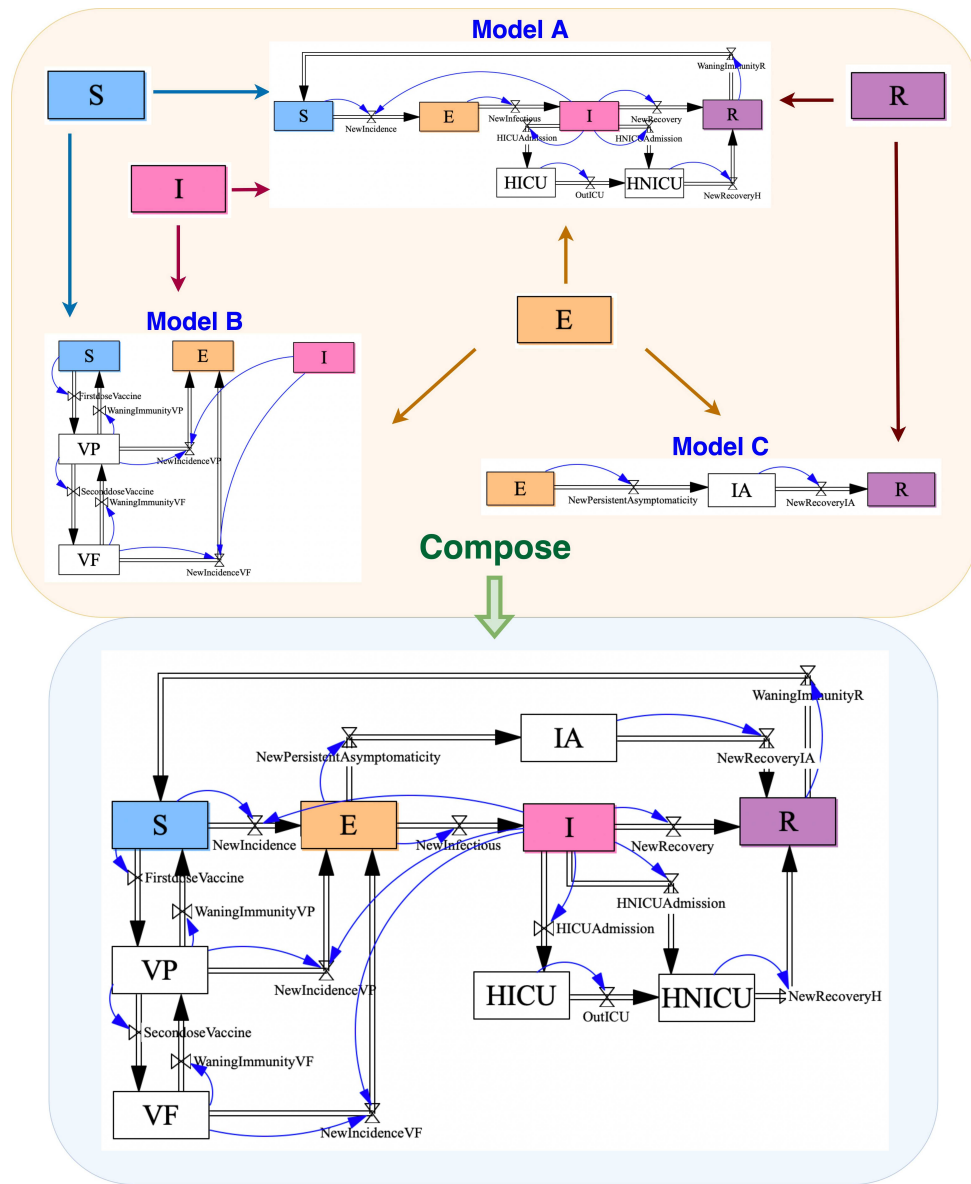 Model A
S
R
WaningImmunityR
S
E
I
R
NewIncidence
NewInfectious
NewRecovery
HICUAdmission
HNICUAdmission
I
HICU
HNICU
OutICU
NewRecoveryH
E
Model B
S
E
I
FirstdoseVaccine
WaningImmunityVP
VP
NewIncidenceVP
SeconddoseVaccine
WaningImmunityVF
VF
NewIncidenceVF
Model C
E
IA
R
NewPersistentAsymptomaticity
NewRecoveryIA
Compose
WaningImmunityR
IA
NewPersistentAsymptomaticity
NewRecoveryIA
S
E
I
R
NewIncidence
NewInfectious
NewRecovery
FirstdoseVaccine
HNICUAdmission
WaningImmunityVP
HICUAdmission
VP
HICU
HNICU
NewIncidenceVP
NewRecoveryH
OutICU
SecondoseVaccine
WaningImmunityVF
VF
NewIncidenceVF